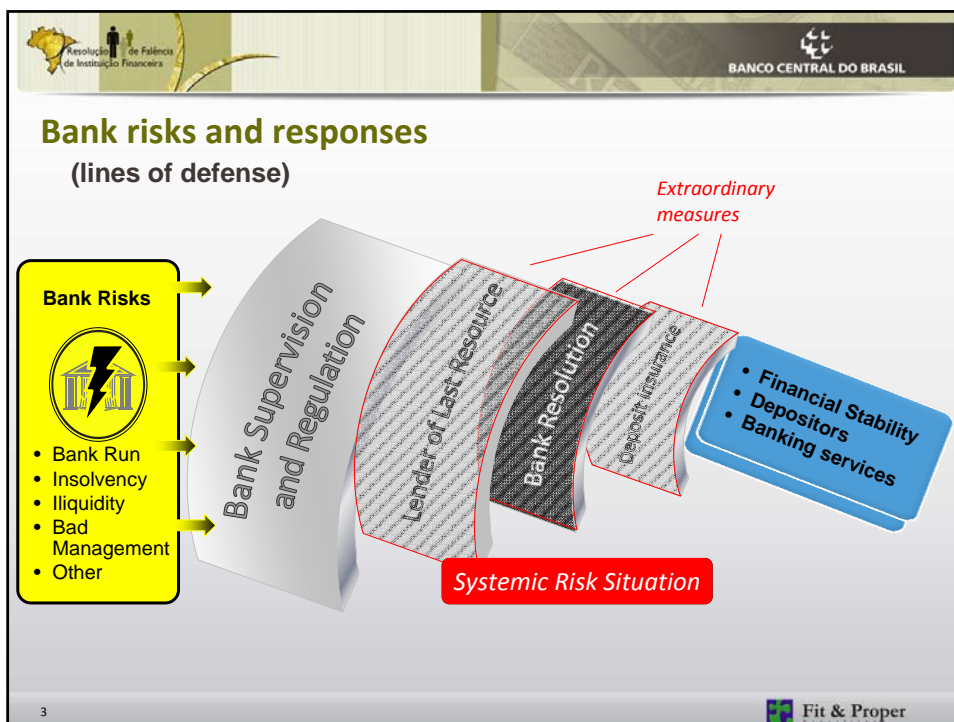 Resolução de Falência
de Instituição Financeira
BANCO CENTRAL DO BRASIL
Bank risks and responses
(lines of defense)
Extraordinary
measures
Bank Risks
• Bank Run
• Insolvency
• Iliquidity
• Bad
Management
• Other
Bank Supervision
and Regulation
Lender of Last Resource
Bank Resolution
Deposit insurance
• Financial Stability
• Depositors
• Banking services
Systemic Risk Situation
3
Fit & Proper